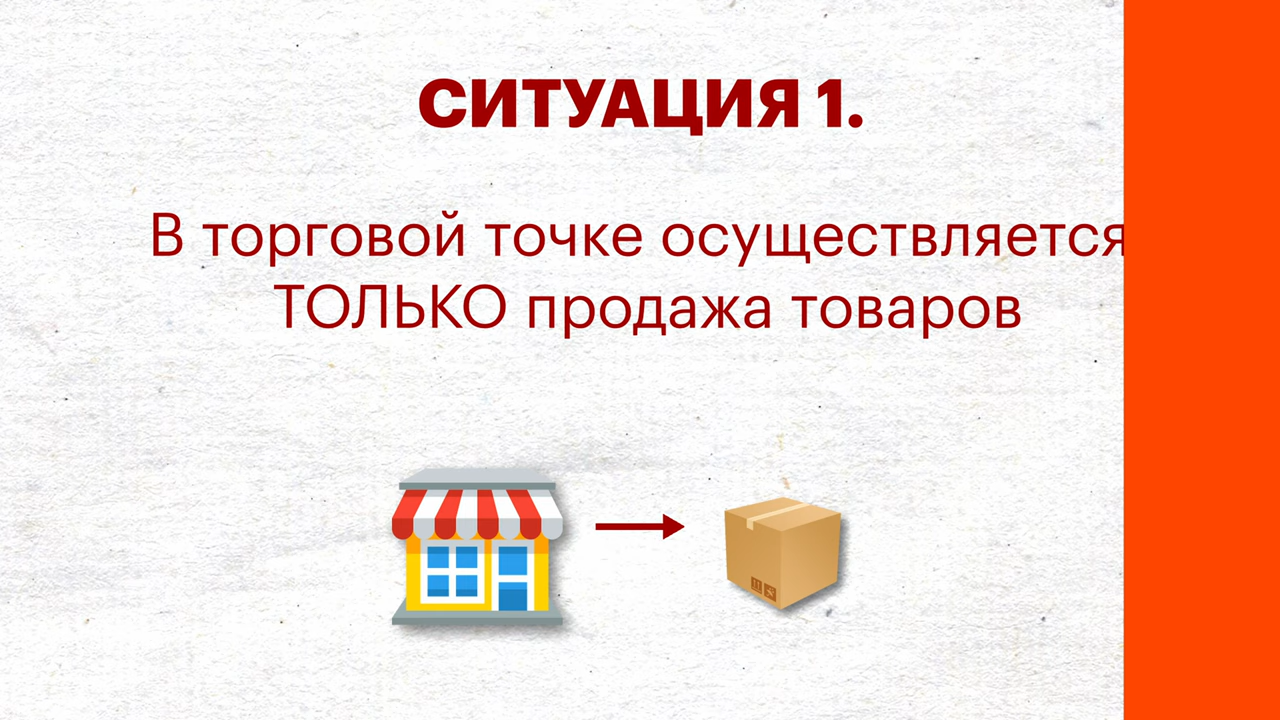 СИТУАЦИЯ 1.
В торговой точке осуществляется
ТОЛЬКО продажа товаров